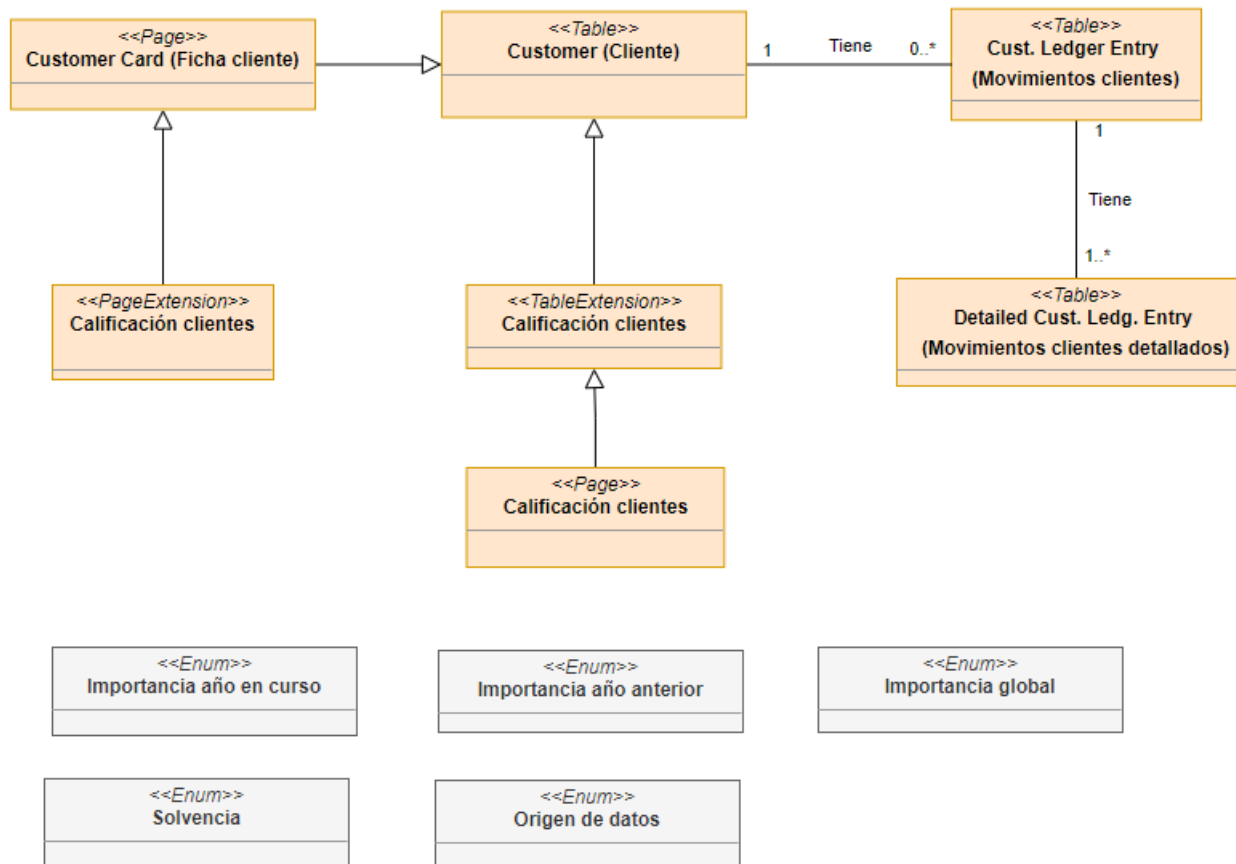 <<Page>>
Customer Card (Ficha cliente)
<<Table>>
Customer (Cliente)
1
Tiene
0..*
<<Table>>
Cust. Ledger Entry
(Movimientos clientes)
1
Tiene
1..*
<<PageExtension>>
Calificación clientes
<<TableExtension>>
Calificación clientes
<<Table>>
Detailed Cust. Ledg. Entry
(Movimientos clientes detallados)
<<Page>>
Calificación clientes
<<Enum>>
Importancia año en curso
<<Enum>>
Importancia año anterior
<<Enum>>
Importancia global
<<Enum>>
Solvencia
<<Enum>>
Origen de datos